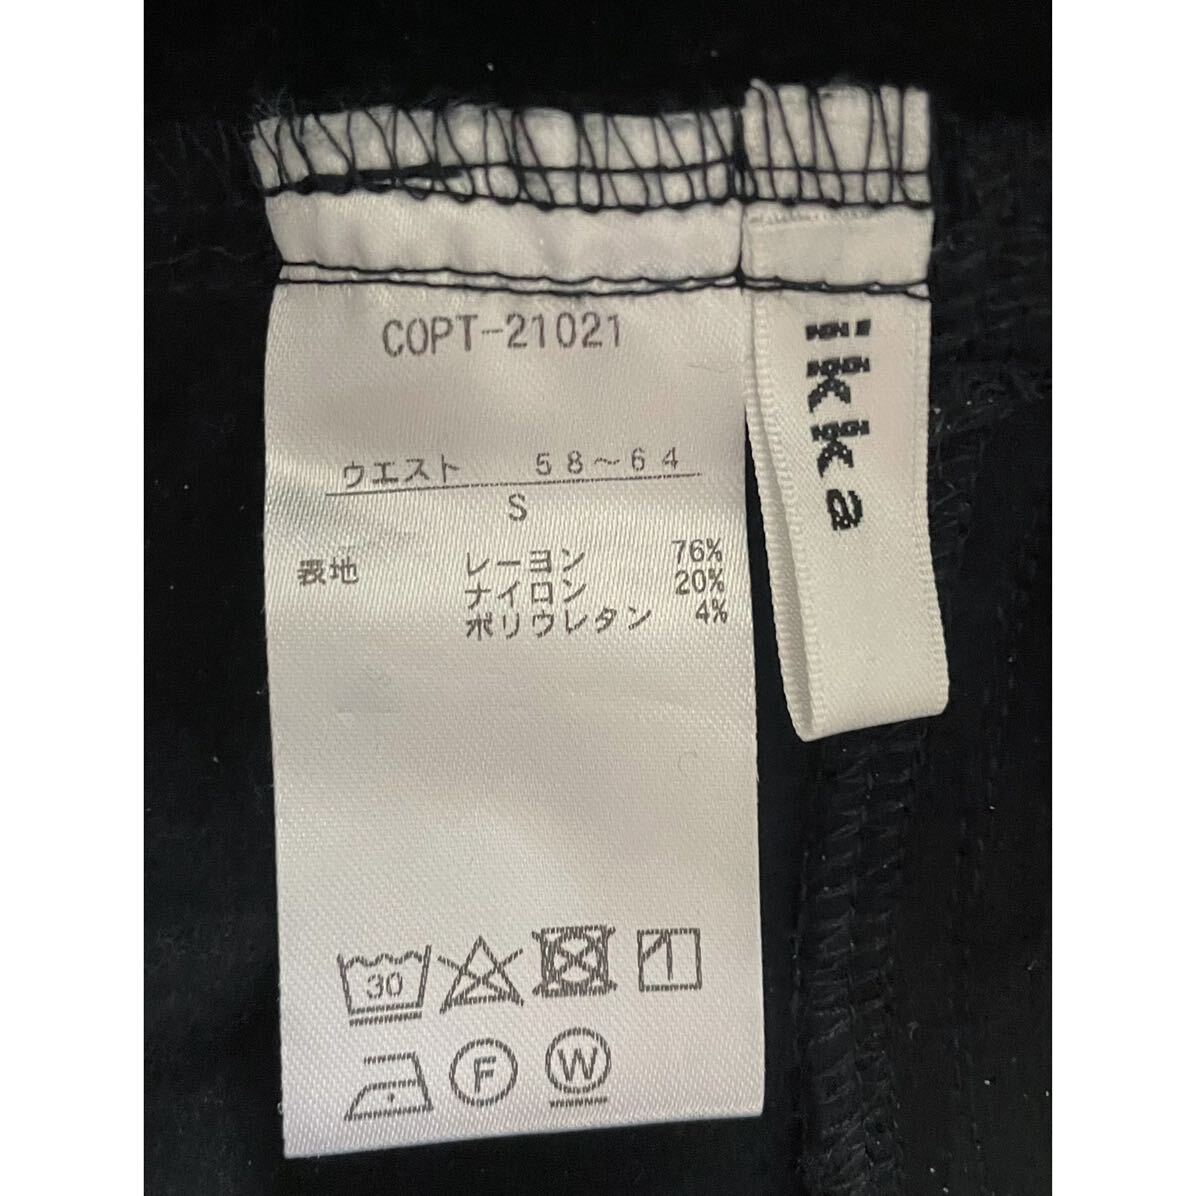 COPT-21021
ウエスト 58～64
S
表地 レーヨン 76%
ナイロン 20%
ポリウレタン 4%
30
F
W
ikka